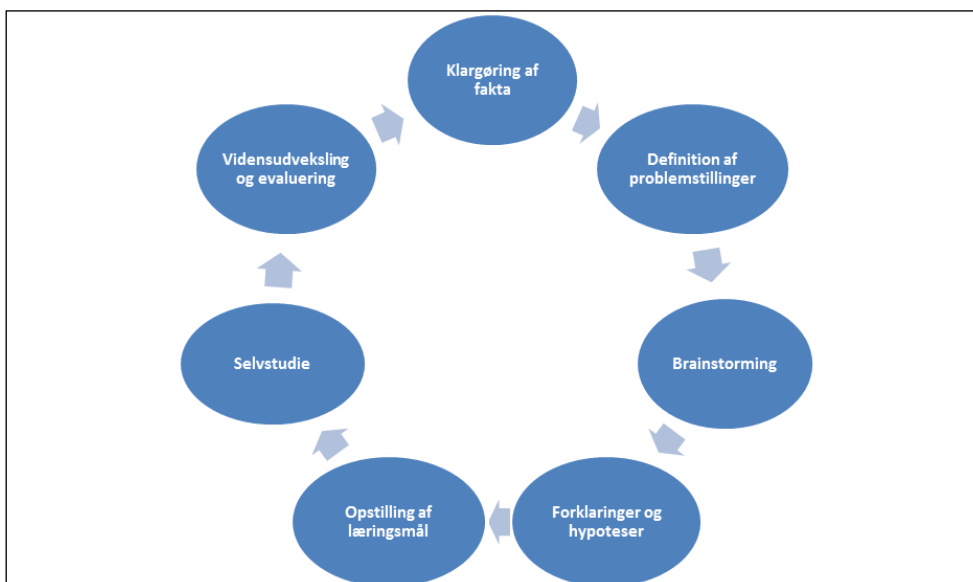 Klargøring af
fakta
Definition af
problemstillinger
Brainstorming
Forklaringer og
hypoteser
Opstilling af
læringsmål
Selvstudie
Vidensudveksling
og evaluering